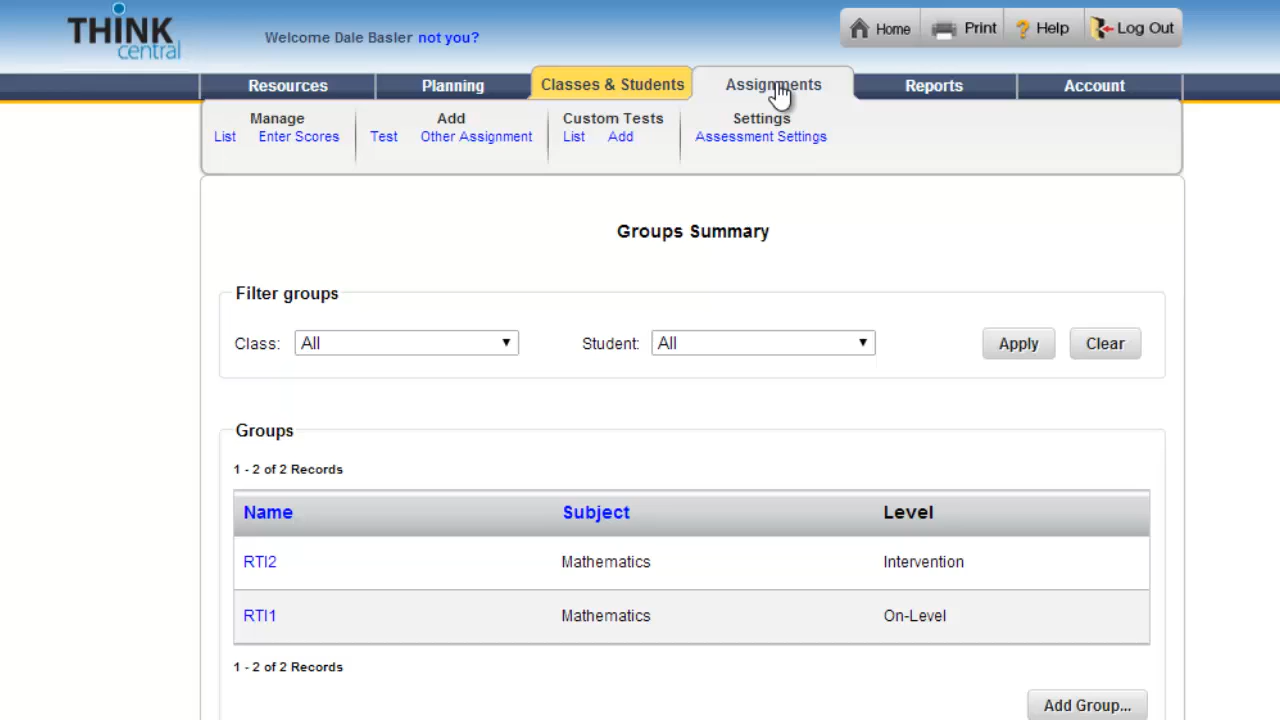 THINK
central
Welcome Dale Basler not you?
Home Print Help Log Out
Resources Planning Classes & Students Assignments Reports Account
Manage Add Custom Tests Settings
List Enter Scores Test Other Assignment List Add Assessment Settings
Groups Summary
Filter groups
Class: All Student: All Apply Clear
Groups
1 - 2 of 2 Records
Name Subject Level
RTI2 Mathematics Intervention
RTI1 Mathematics On-Level
1 - 2 of 2 Records
Add Group...